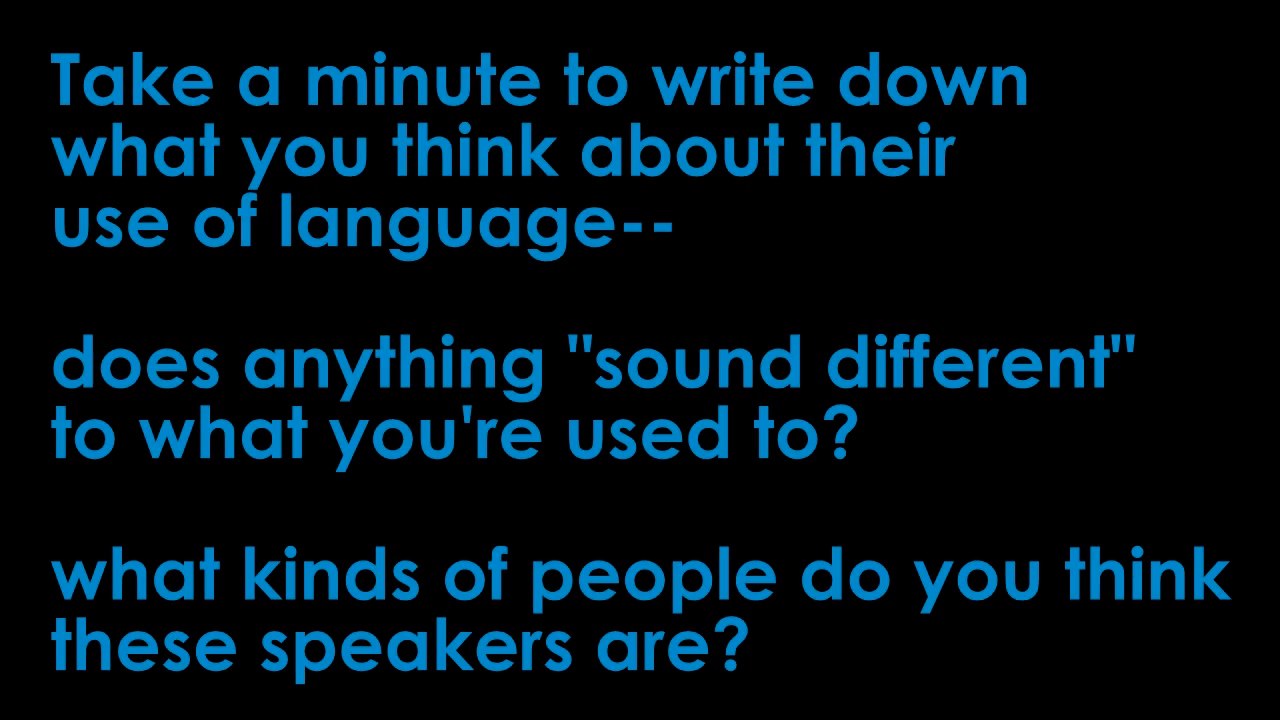 Take a minute to write down
what you think about their
use of language--
does anything "sound different"
to what you're used to?
what kinds of people do you think
these speakers are?